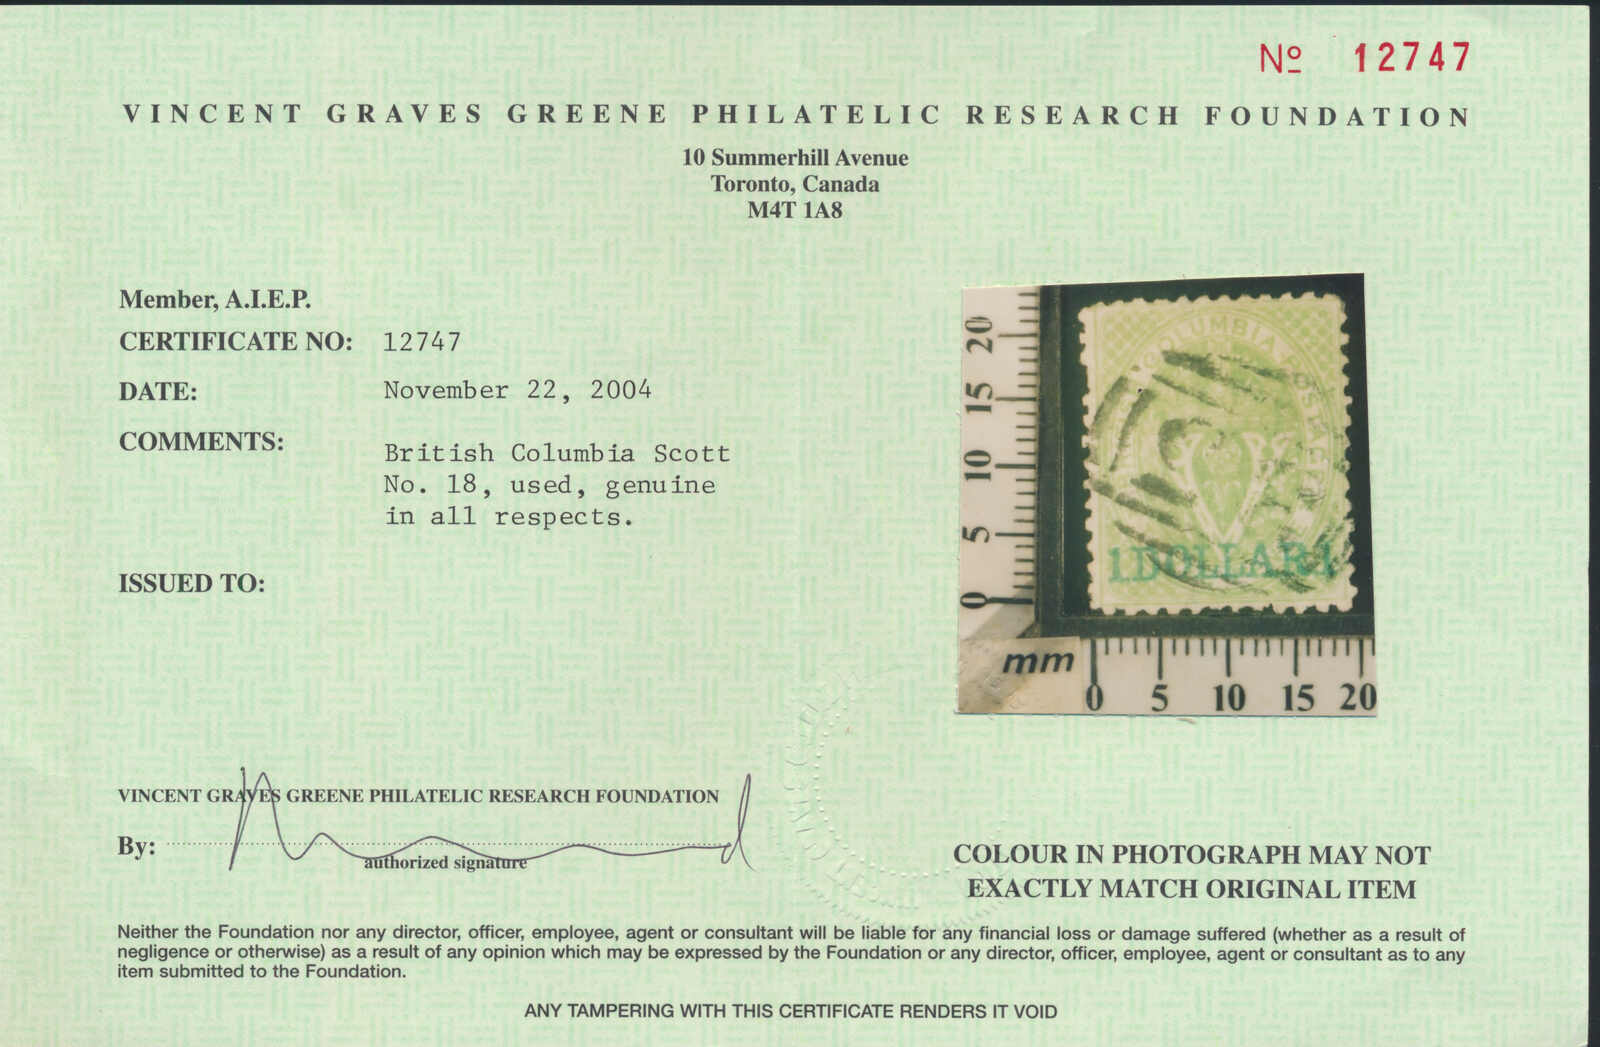 Nº 12747
VINCENT GRAVES GREENE PHILATELIC RESEARCH FOUNDATION
10 Summerhill Avenue
Toronto, Canada
M4T 1A8
Member, A.I.E.P.
CERTIFICATE NO: 12747
DATE: November 22, 2004
COMMENTS: British Columbia Scott
No. 18, used, genuine
in all respects.
ISSUED TO:
20
15
10
5
0
COLUMBIA POSTAGE
1 DOLLAR 1
mm
0 5 10 15 20
VINCENT GRAVES GREENE PHILATELIC RESEARCH FOUNDATION
By:
authorized signature
COLOUR IN PHOTOGRAPH MAY NOT
EXACTLY MATCH ORIGINAL ITEM
Neither the Foundation nor any director, officer, employee, agent or consultant will be liable for any financial loss or damage suffered (whether as a result of
negligence or otherwise) as a result of any opinion which may be expressed by the Foundation or any director, officer, employee, agent or consultant as to any
item submitted to the Foundation.
ANY TAMPERING WITH THIS CERTIFICATE RENDERS IT VOID